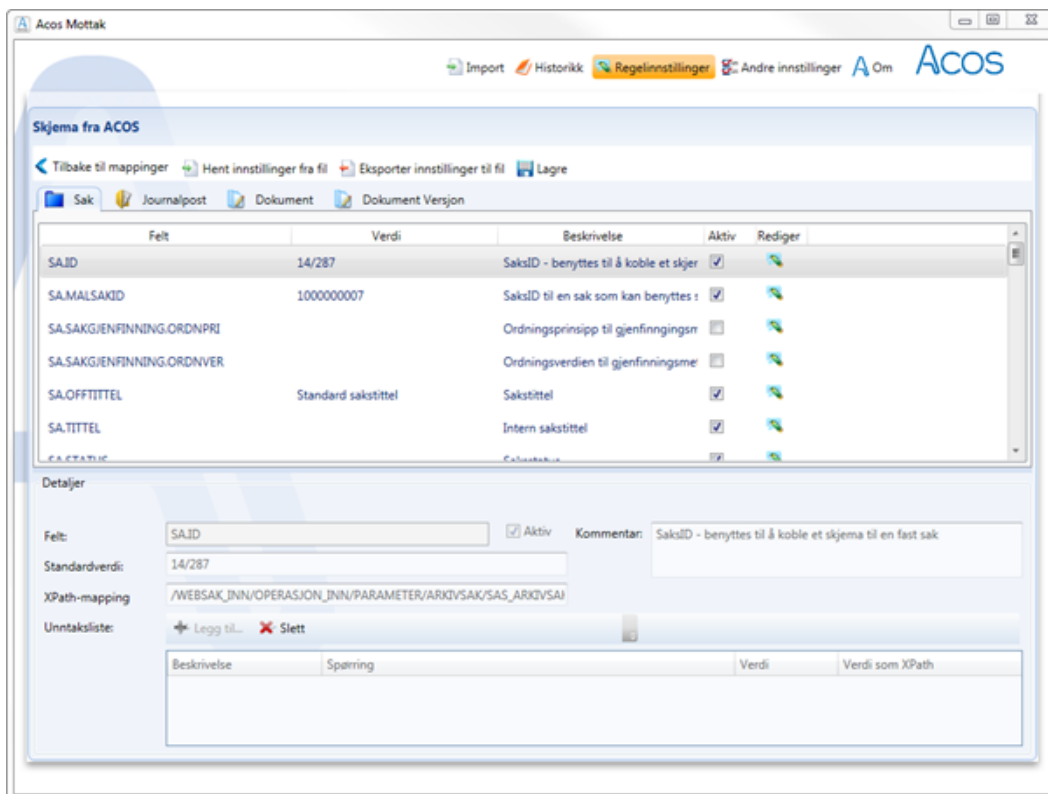 Acos Mottak
Import Historikk Regelinnstillinger Andre innstillinger Om ACOS
Skjema fra ACOS
Tilbake til mappinger Hent innstillinger fra fil Eksporter innstillinger til fil Lagre
Sak Journalpost Dokument Dokument Versjon
Felt Verdi Beskrivelse Aktiv Rediger
SA.ID 14/287 SaksID - benyttes til å koble et skjer
SA.MALSAKID 1000000007 SaksID til en sak som kan benyttes s
SA.SAKGJENFINNING.ORDNPRI Ordningsprinsipp til gjenfinngingsm
SA.SAKGJENFINNING.ORDNVER Ordningsverdien til gjenfinningsme
SA.OFFTITTEL Standard sakstittel Sakstittel
SA.TITTEL Intern sakstittel
SA.STATUS Saksstatus
Detaljer
Felt: SA.ID Aktiv Kommentar: SaksID - benyttes til å koble et skjema til en fast sak
Standardverdi: 14/287
XPath-mapping /WEBSAK_INN/OPERASJON_INN/PARAMETER/ARKIVSAK/SAS_ARKIVSAK
Unntaksliste: Legg til... Slett
Beskrivelse Spørring Verdi Verdi som XPath